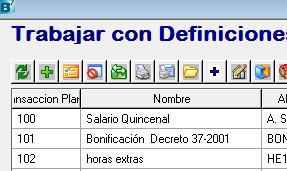 B
Trabajar con Definicione
nsaccion Plar Nombre Al
100 Salario Quincenal A. S
101 Bonificación Decreto 37-2001 BONI
102 horas extras HE1